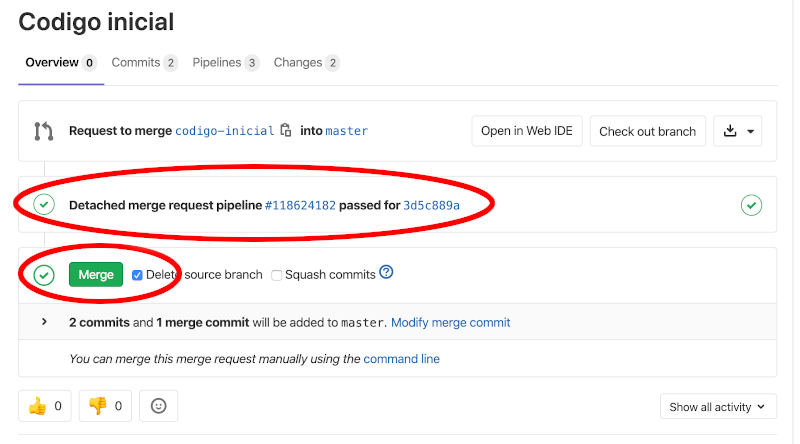 Codigo inicial
Overview 0 Commits 2 Pipelines 3 Changes 2
Request to merge codigo-inicial into master Open in Web IDE Check out branch
Detached merge request pipeline #118624182 passed for 3d5c889a
Merge Delete source branch Squash commits ?
2 commits and 1 merge commit will be added to master. Modify merge commit
You can merge this merge request manually using the command line
0 0 Show all activity